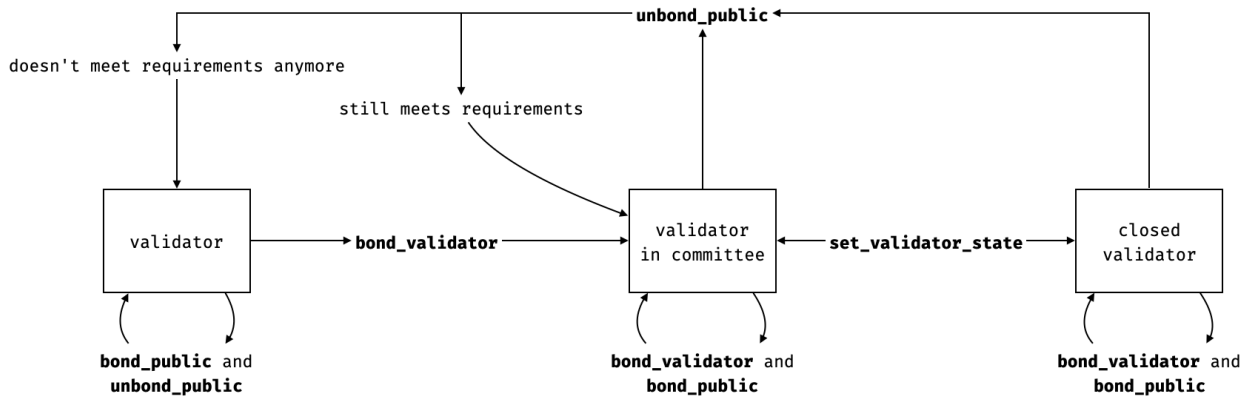 unbond_public
doesn't meet requirements anymore
still meets requirements
validator
bond_validator
validator
in committee
set_validator_state
closed
validator
bond_public and
unbond_public
bond_validator and
bond_public
bond_validator and
bond_public